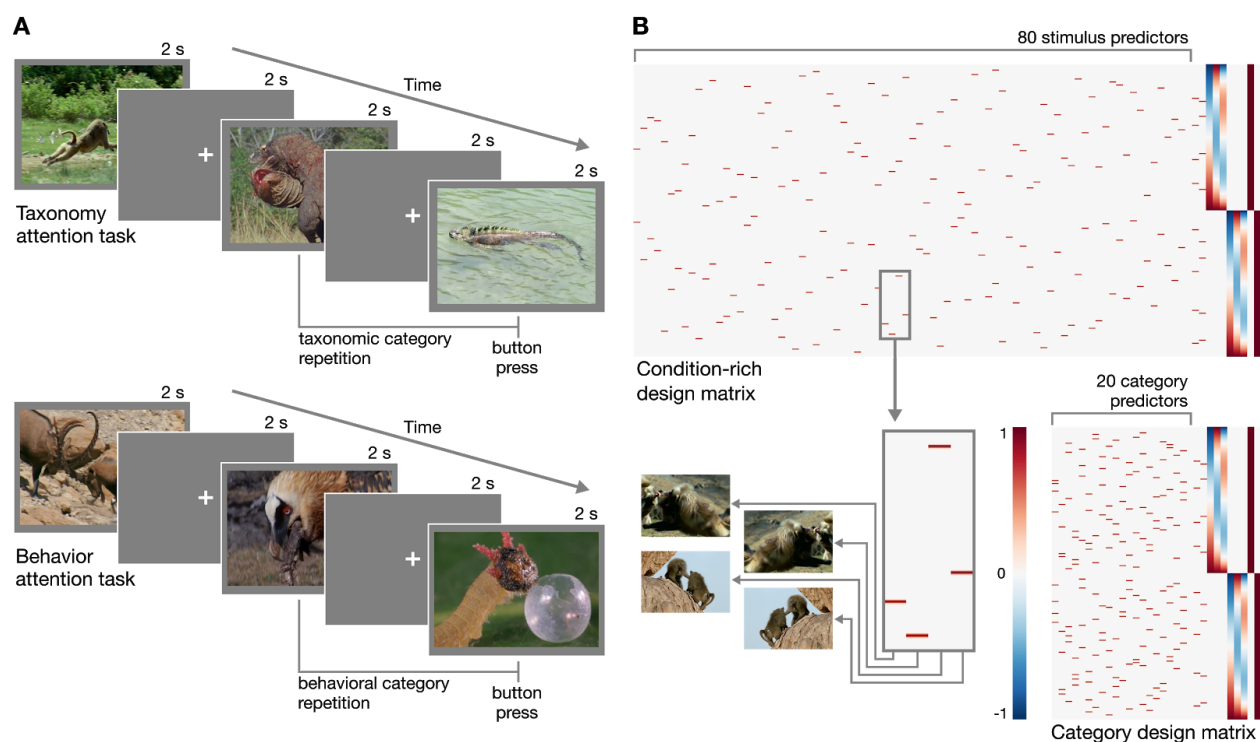 A
2 s
2 s
2 s
2 s
2 s
Time
+
+
Taxonomy
attention task
taxonomic category
repetition
button
press
2 s
2 s
2 s
2 s
2 s
Time
+
+
Behavior
attention task
behavioral category
repetition
button
press
B
80 stimulus predictors
Condition-rich
design matrix
20 category
predictors
1
0
-1
Category design matrix